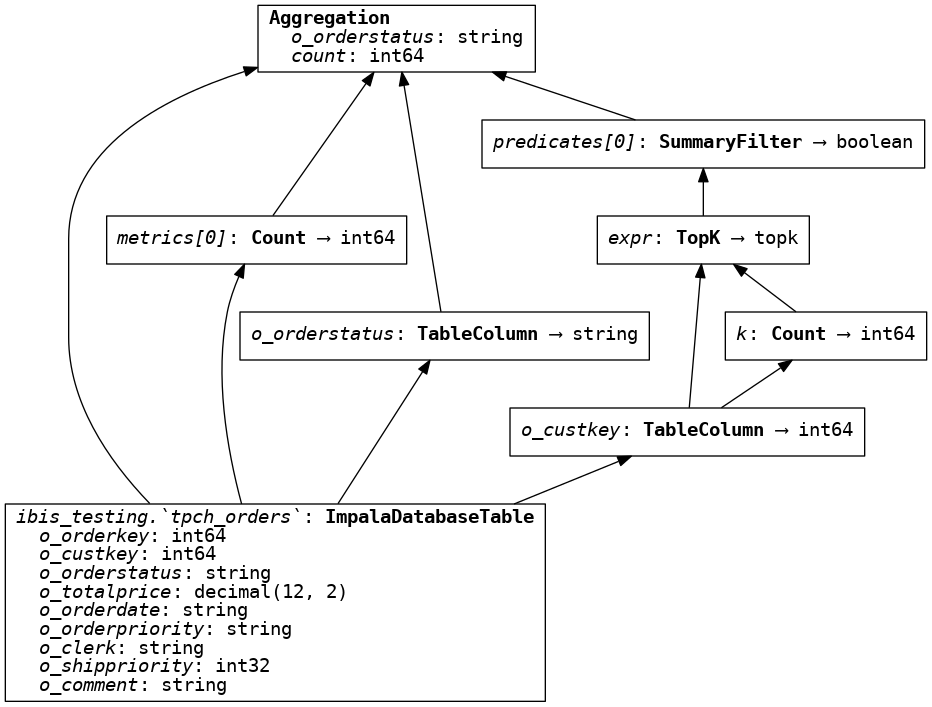 Aggregation
o_orderstatus: string
count: int64
predicates[0]: SummaryFilter → boolean
metrics[0]: Count → int64
expr: TopK → topk
o_orderstatus: TableColumn → string
k: Count → int64
o_custkey: TableColumn → int64
ibis_testing.`tpch_orders`: ImpalaDatabaseTable
o_orderkey: int64
o_custkey: int64
o_orderstatus: string
o_totalprice: decimal(12, 2)
o_orderdate: string
o_orderpriority: string
o_clerk: string
o_shippriority: int32
o_comment: string